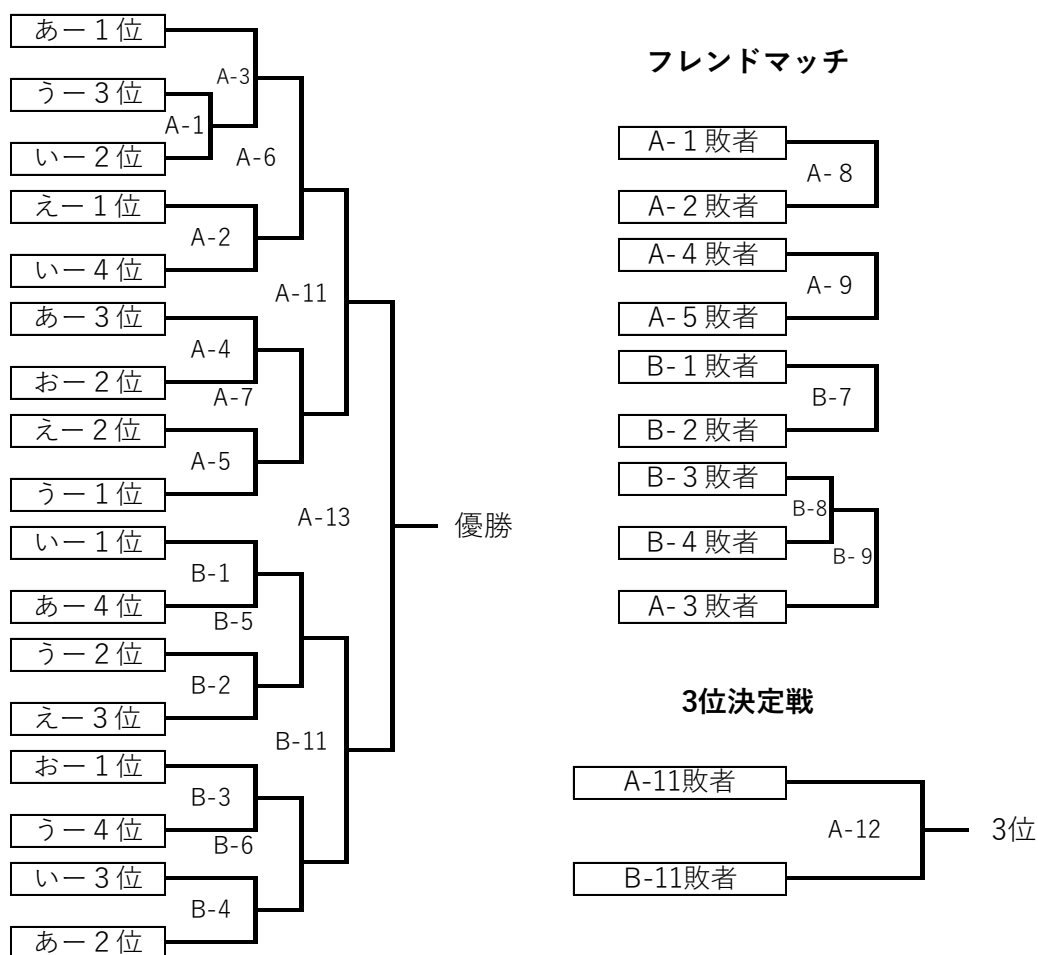 あー１位
A-3
うー３位
A-1
いー２位
A-6
えー１位
A-2
いー４位
A-11
あー３位
A-4
おー２位
A-7
えー２位
A-5
うー１位
A-13
優勝
いー１位
B-1
あー４位
B-5
うー２位
B-2
えー３位
B-11
おー１位
B-3
うー４位
B-6
いー３位
B-4
あー２位
フレンドマッチ
A-１敗者
A-８
A-２敗者
A-４敗者
A-９
A-５敗者
B-１敗者
B-7
B-２敗者
B-３敗者
B-8
B-４敗者
B-９
A-３敗者
3位決定戦
A-11敗者
A-12
3位
B-11敗者